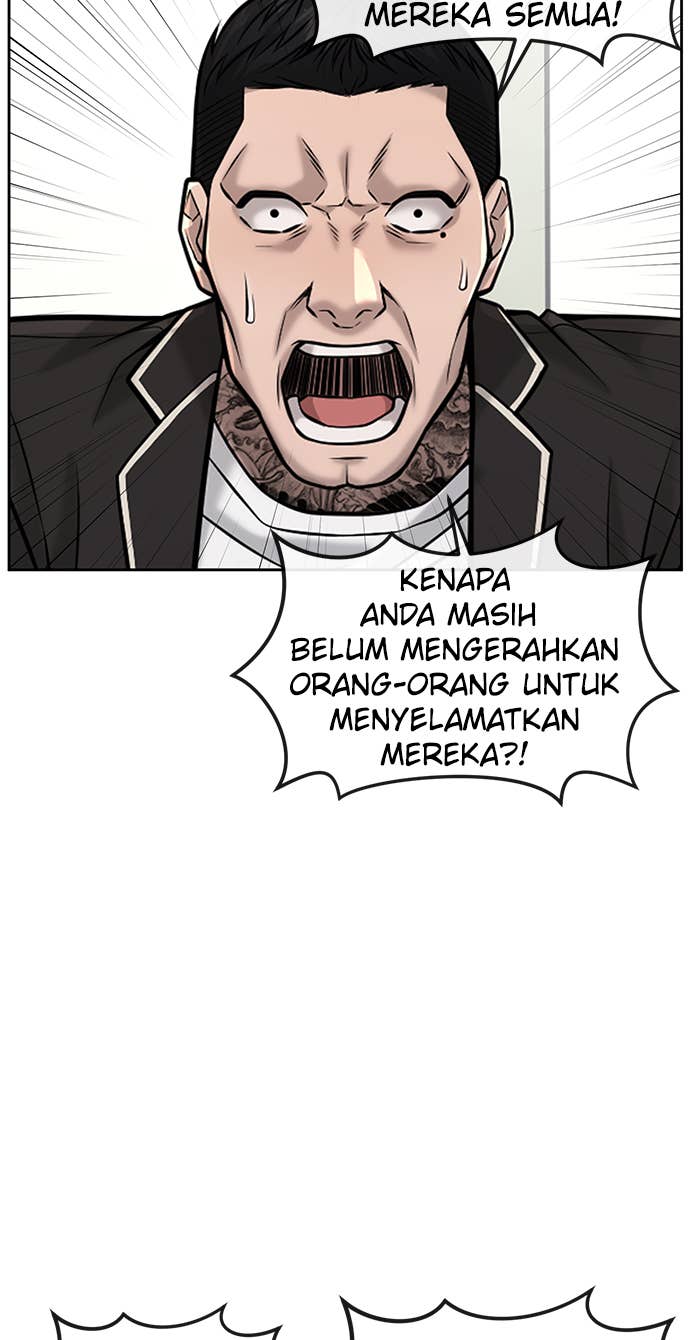 MEREKA SEMUA!
KENAPA
ANDA MASIH
BELUM MENGERAHKAN
ORANG-ORANG UNTUK
MENYELAMATKAN
MEREKA?!